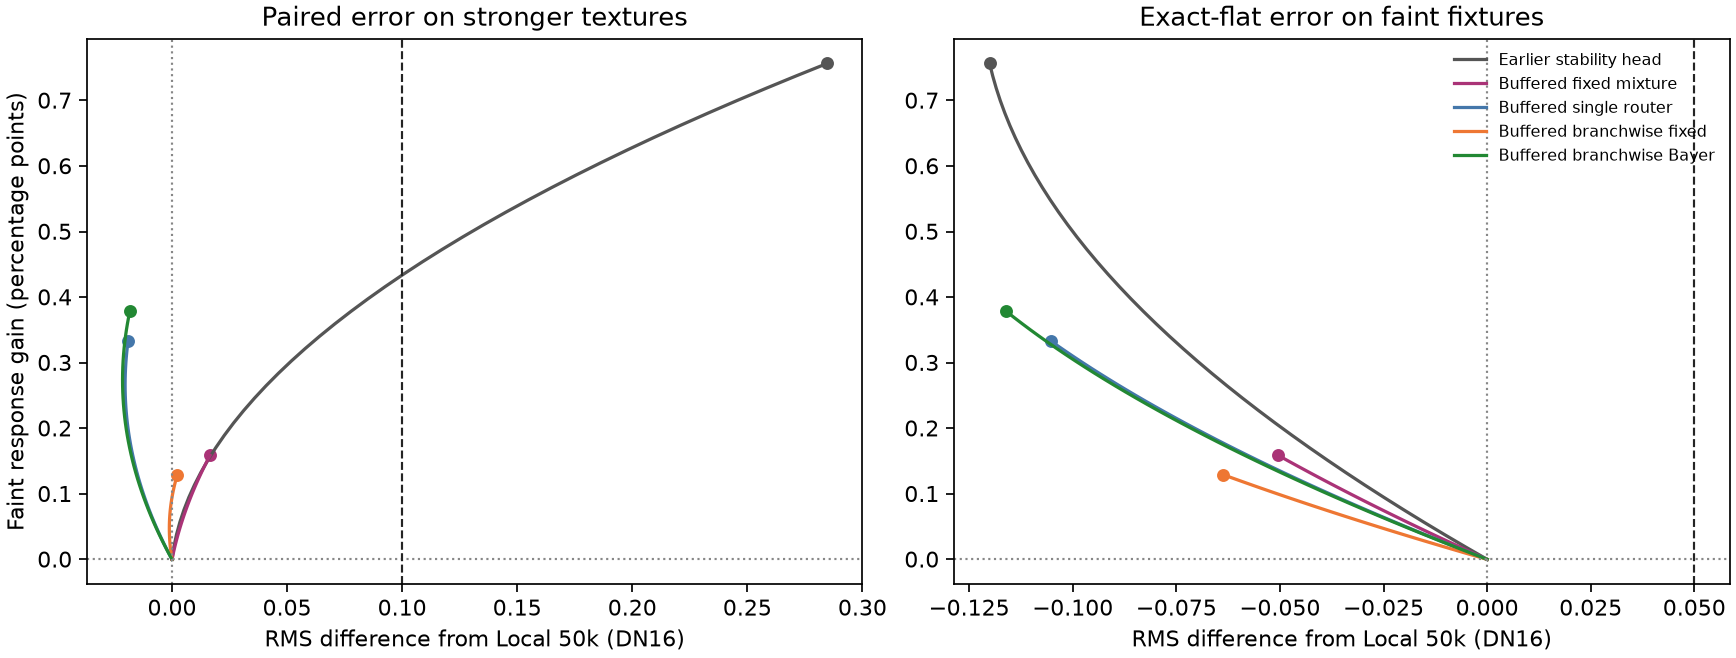 Paired error on stronger textures
Faint response gain (percentage points)
0.7
0.6
0.5
0.4
0.3
0.2
0.1
0.0
0.00 0.05 0.10 0.15 0.20 0.25 0.30
RMS difference from Local 50k (DN16)
Exact-flat error on faint fixtures
Earlier stability head
Buffered fixed mixture
Buffered single router
Buffered branchwise fixed
Buffered branchwise Bayer
0.7
0.6
0.5
0.4
0.3
0.2
0.1
0.0
−0.125 −0.100 −0.075 −0.050 −0.025 0.000 0.025 0.050
RMS difference from Local 50k (DN16)